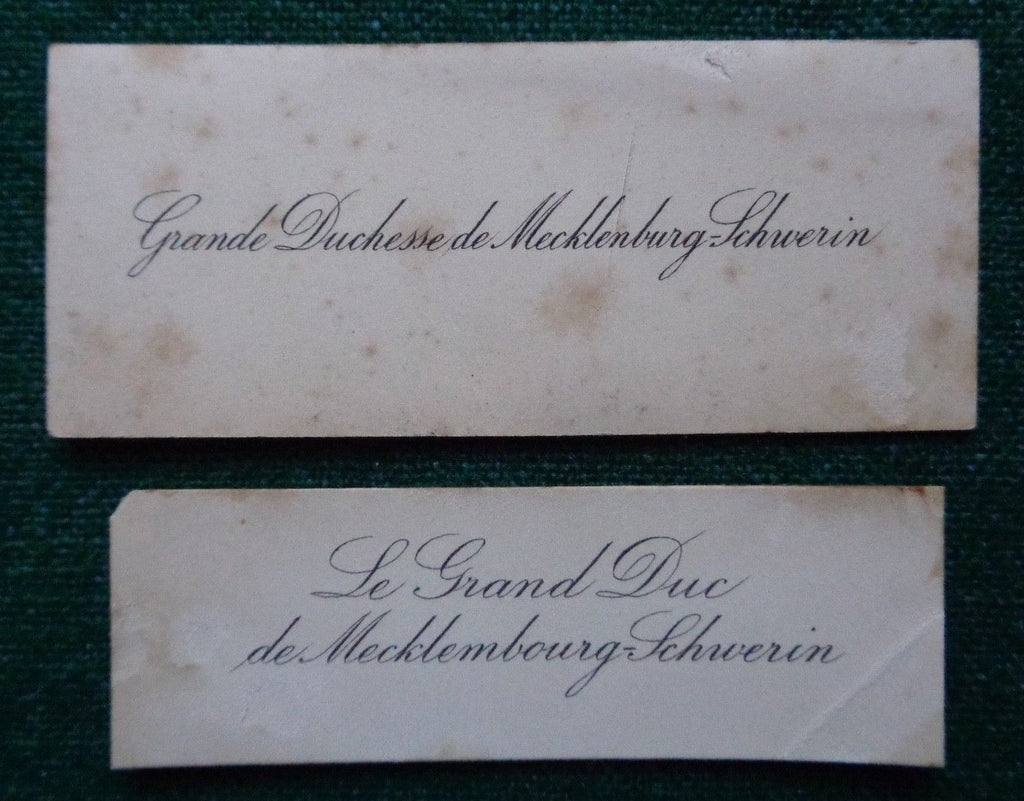 Grande Duchesse de Mecklenburg=Schwerin
Le Grand Duc
de Mecklembourg=Schwerin